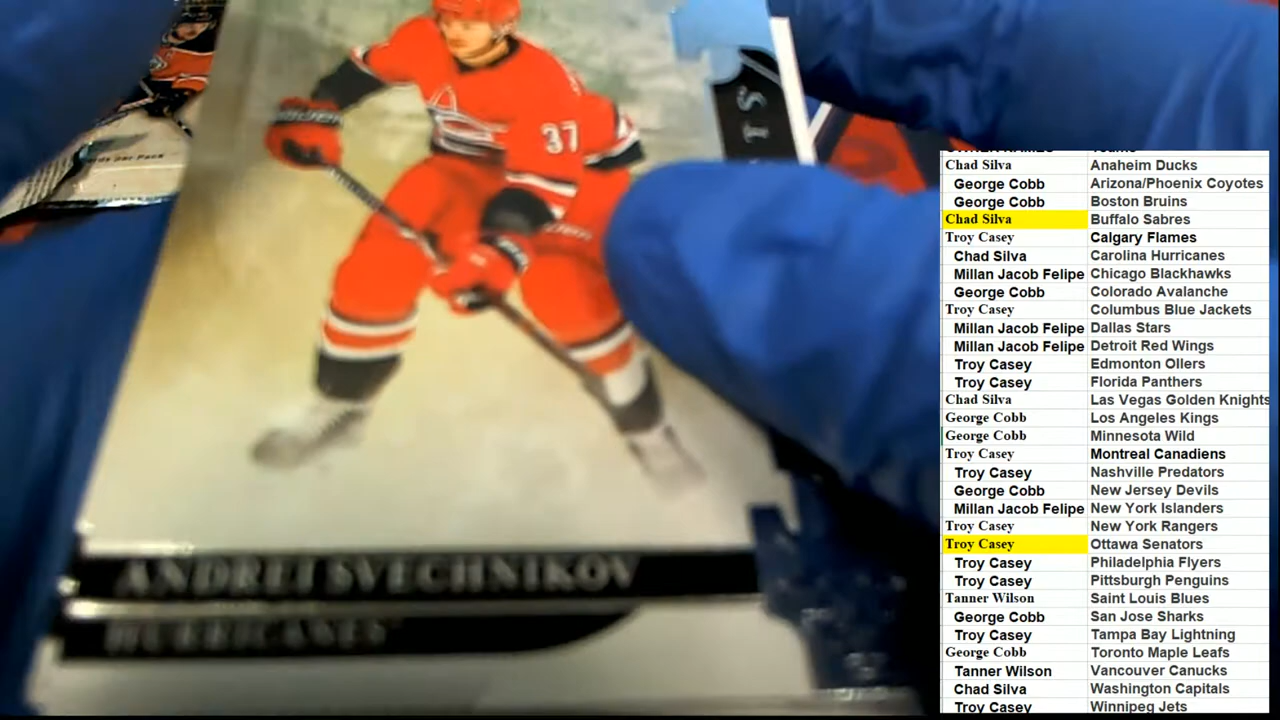 37
ards per Pack
ANDREI SVECHNIKOV
HURRICANES
Chad Silva Anaheim Ducks
George Cobb Arizona/Phoenix Coyotes
George Cobb Boston Bruins
Chad Silva Buffalo Sabres
Troy Casey Calgary Flames
Chad Silva Carolina Hurricanes
Millan Jacob Felipe Chicago Blackhawks
George Cobb Colorado Avalanche
Troy Casey Columbus Blue Jackets
Millan Jacob Felipe Dallas Stars
Millan Jacob Felipe Detroit Red Wings
Troy Casey Edmonton Ollers
Troy Casey Florida Panthers
Chad Silva Las Vegas Golden Knights
George Cobb Los Angeles Kings
George Cobb Minnesota Wild
Troy Casey Montreal Canadiens
Troy Casey Nashville Predators
George Cobb New Jersey Devils
Millan Jacob Felipe New York Islanders
Troy Casey New York Rangers
Troy Casey Ottawa Senators
Troy Casey Philadelphia Flyers
Troy Casey Pittsburgh Penguins
Tanner Wilson Saint Louis Blues
George Cobb San Jose Sharks
Troy Casey Tampa Bay Lightning
George Cobb Toronto Maple Leafs
Tanner Wilson Vancouver Canucks
Chad Silva Washington Capitals
Troy Casey Winnipeg Jets